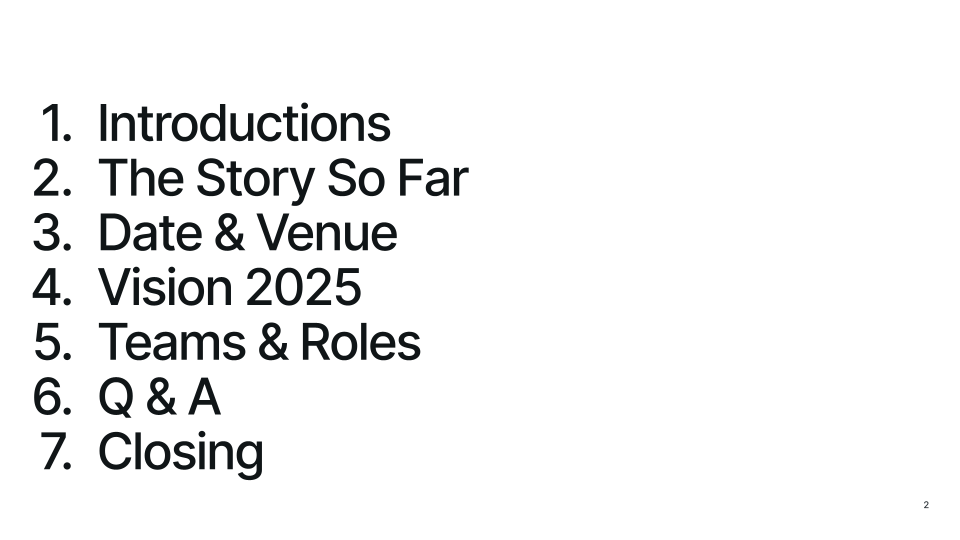 1. Introductions
2. The Story So Far
3. Date & Venue
4. Vision 2025
5. Teams & Roles
6. Q & A
7. Closing
2